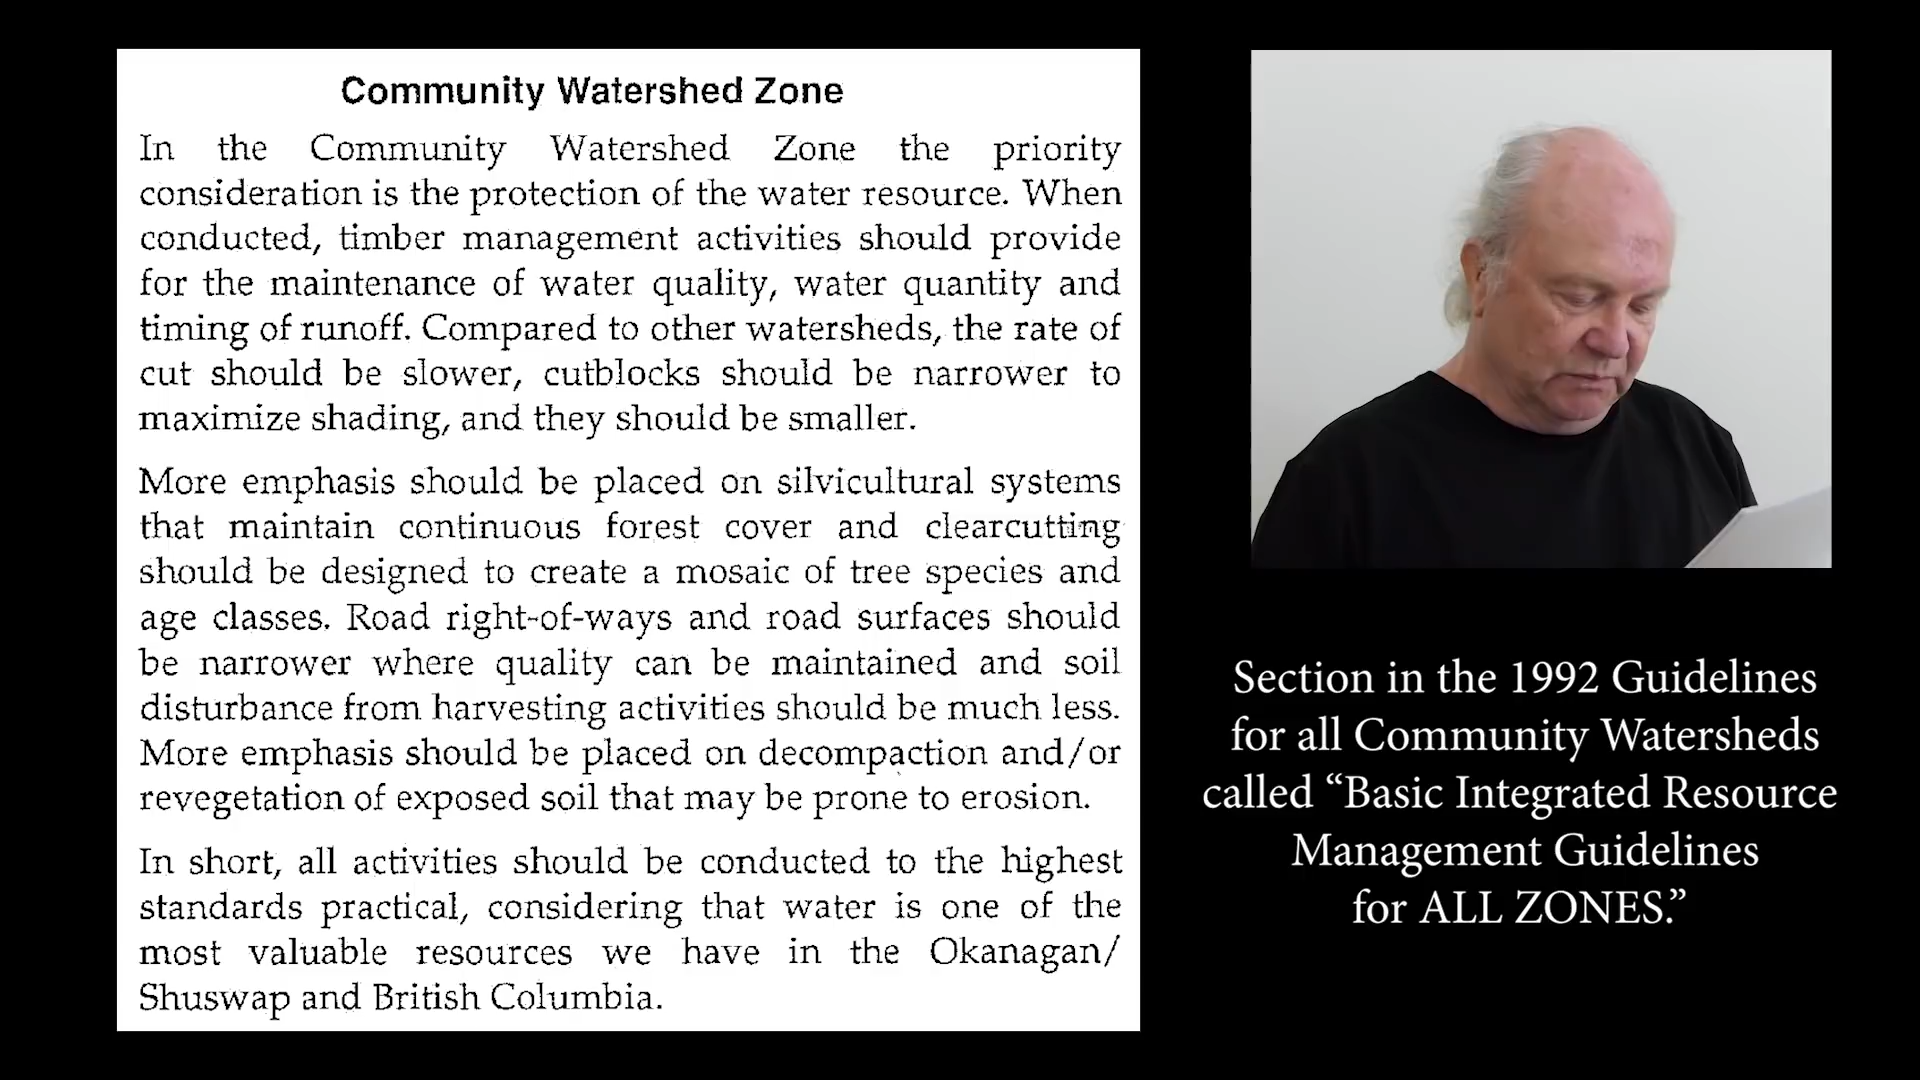 Community Watershed Zone
In the Community Watershed Zone the priority
consideration is the protection of the water resource. When
conducted, timber management activities should provide
for the maintenance of water quality, water quantity and
timing of runoff. Compared to other watersheds, the rate of
cut should be slower, cutblocks should be narrower to
maximize shading, and they should be smaller.
More emphasis should be placed on silvicultural systems
that maintain continuous forest cover and clearcutting
should be designed to create a mosaic of tree species and
age classes. Road right-of-ways and road surfaces should
be narrower where quality can be maintained and soil
disturbance from harvesting activities should be much less.
More emphasis should be placed on decompaction and/or
revegetation of exposed soil that may be prone to erosion.
In short, all activities should be conducted to the highest
standards practical, considering that water is one of the
most valuable resources we have in the Okanagan/
Shuswap and British Columbia.
Section in the 1992 Guidelines
for all Community Watersheds
called “Basic Integrated Resource
Management Guidelines
for ALL ZONES.”